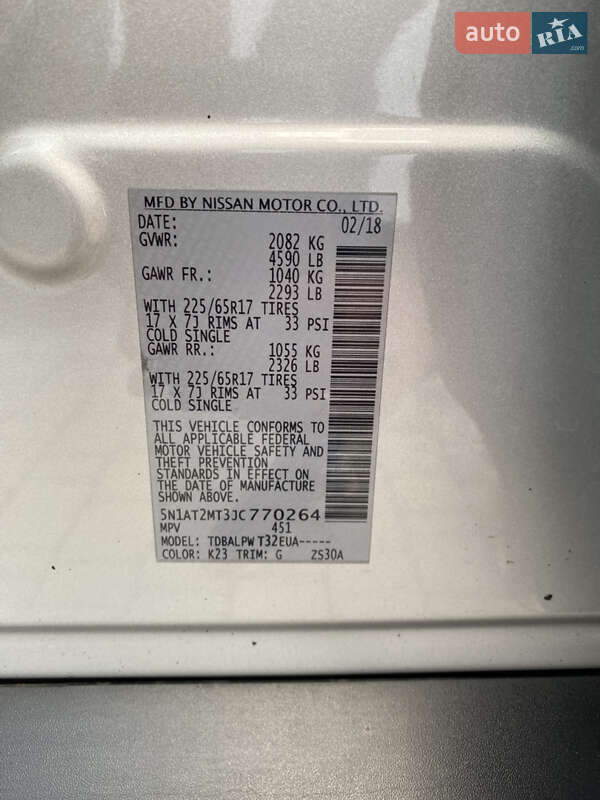 auto RIA .com
MFD BY NISSAN MOTOR CO., LTD.
DATE: 02/18
GVWR: 2082 KG
4590 LB
GAWR FR.: 1040 KG
2293 LB
WITH 225/65R17 TIRES
17 X 7J RIMS AT 33 PSI
COLD SINGLE
GAWR RR.: 1055 KG
2326 LB
WITH 225/65R17 TIRES
17 X 7J RIMS AT 33 PSI
COLD SINGLE
THIS VEHICLE CONFORMS TO
ALL APPLICABLE FEDERAL
MOTOR VEHICLE SAFETY AND
THEFT PREVENTION
STANDARDS IN EFFECT ON
THE DATE OF MANUFACTURE
SHOWN ABOVE.
5N1AT2MT3JC770264
MPV 451
MODEL: TDBALPW T32EUA-----
COLOR: K23 TRIM: G 2S30A